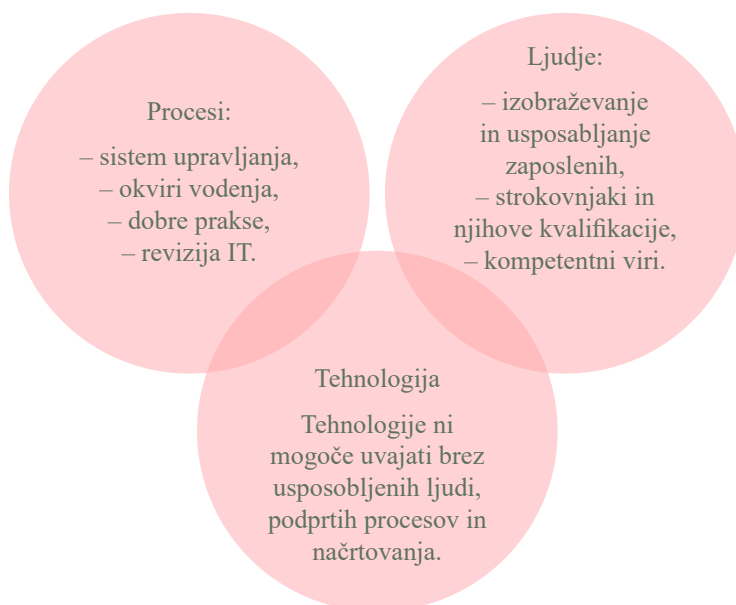 Procesi:
– sistem upravljanja,
– okviri vodenja,
– dobre prakse,
– revizija IT.
Ljudje:
– izobraževanje
in usposabljanje
zaposlenih,
– strokovnjaki in
njihove kvalifikacije,
– kompetentni viri.
Tehnologija
Tehnologije ni
mogoče uvajati brez
usposobljenih ljudi,
podprtih procesov in
načrtovanja.